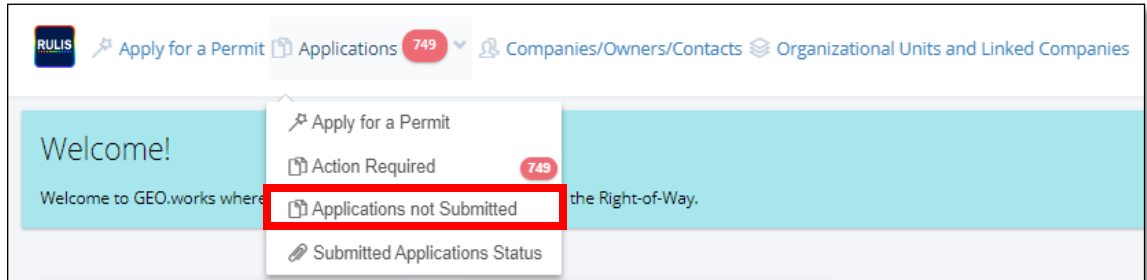 RULIS Apply for a Permit Applications 749 Companies/Owners/Contacts Organizational Units and Linked Companies
Apply for a Permit
Welcome!
Action Required 749
Welcome to GEO.works where the Right-of-Way.
Applications not Submitted
Submitted Applications Status